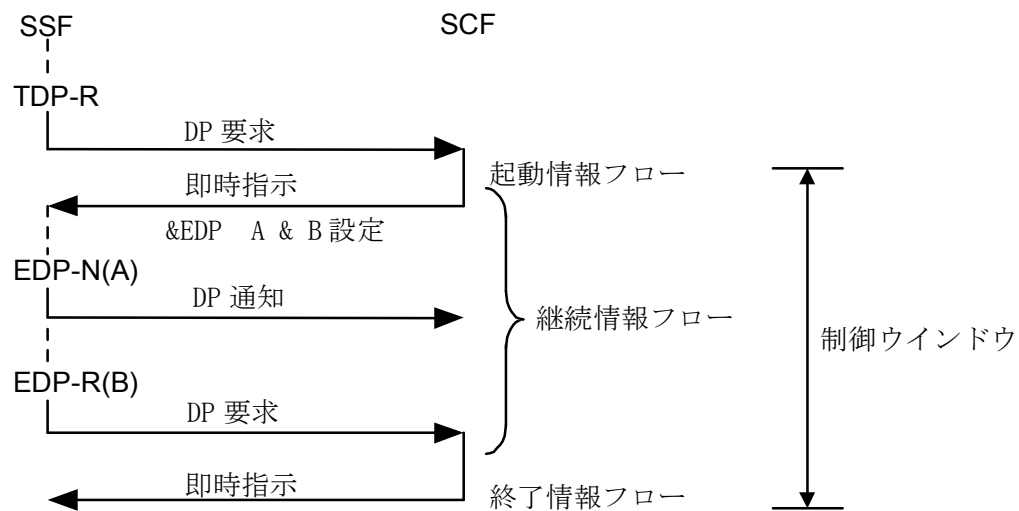 SSF
SCF
TDP-R
DP 要求
起動情報フロー
即時指示
&EDP A & B設定
EDP-N(A)
DP 通知
継続情報フロー
制御ウインドウ
EDP-R(B)
DP 要求
即時指示
終了情報フロー